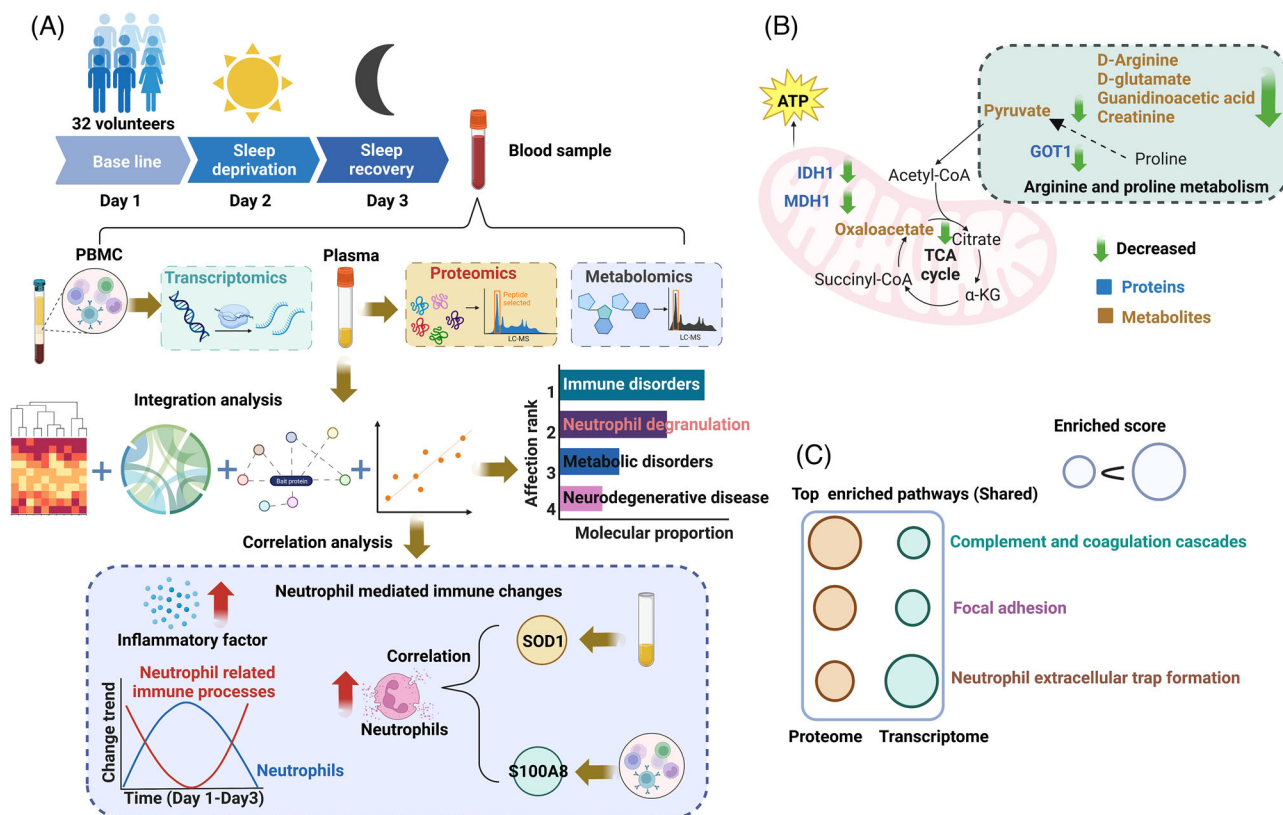 (A)
32 volunteers
Base line
Sleep
deprivation
Sleep
recovery
Day 1
Day 2
Day 3
Blood sample
PBMC
Transcriptomics
Plasma
Proteomics
Peptide
selected
LC-MS
Metabolomics
LC-MS
Integration analysis
Bait protein
Affection rank
1
Immune disorders
2
Neutrophil degranulation
3
Metabolic disorders
4
Neurodegenerative disease
Molecular proportion
Correlation analysis
Neutrophil mediated immune changes
Inflammatory factor
Neutrophil related
immune processes
Change trend
Neutrophils
Time (Day 1-Day3)
Correlation
Neutrophils
SOD1
S100A8
(B)
ATP
IDH1
MDH1
Oxaloacetate
Acetyl-CoA
Citrate
TCA
cycle
Succinyl-CoA
α-KG
D-Arginine
D-glutamate
Guanidinoacetic acid
Creatinine
Pyruvate
GOT1
Proline
Arginine and proline metabolism
Decreased
Proteins
Metabolites
(C)
Enriched score
<
Top enriched pathways (Shared)
Complement and coagulation cascades
Focal adhesion
Neutrophil extracellular trap formation
Proteome
Transcriptome